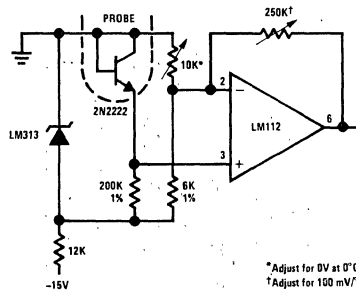 PROBE
250K†
10K*
2N2222
2
LM112
6
LM313
3
200K
1%
6K
1%
12K
-15V
*Adjust for 0V at 0°
†Adjust for 100 mV/